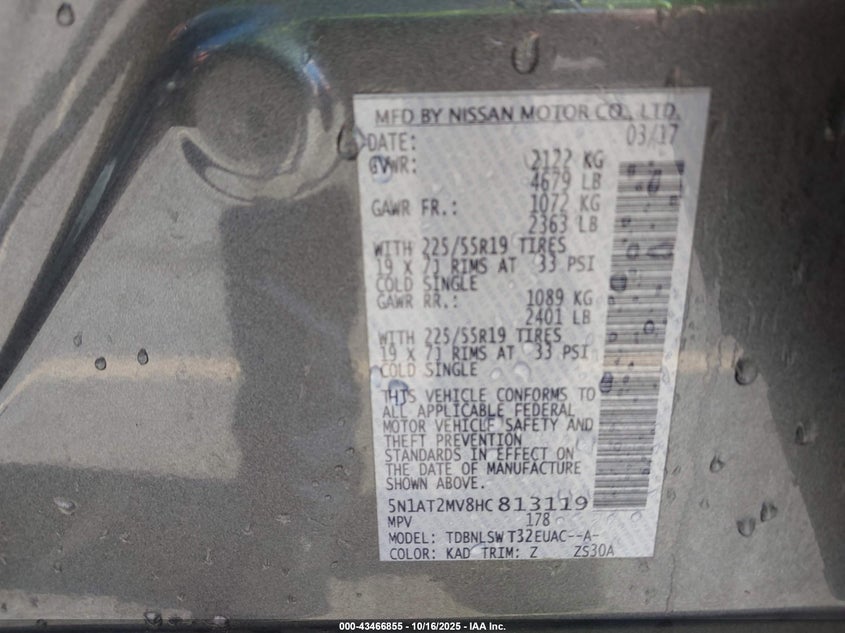 MFD BY NISSAN MOTOR CO., LTD.
DATE: 03/17
GVWR: 2122 KG
4679 LB
GAWR FR.: 1072 KG
2363 LB
WITH 225/55R19 TIRES
19 X 7J RIMS AT 33 PSI
COLD SINGLE
GAWR RR.: 1089 KG
2401 LB
WITH 225/55R19 TIRES
19 X 7J RIMS AT 33 PSI
COLD SINGLE
THIS VEHICLE CONFORMS TO
ALL APPLICABLE FEDERAL
MOTOR VEHICLE SAFETY AND
THEFT PREVENTION
STANDARDS IN EFFECT ON
THE DATE OF MANUFACTURE
SHOWN ABOVE.
5N1AT2MV8HC813119
MPV 178
MODEL: TDBNLSWT32EUAC--A-
COLOR: KAD TRIM: Z ZS30A
000-43466855 - 10/16/2025 - IAA Inc.